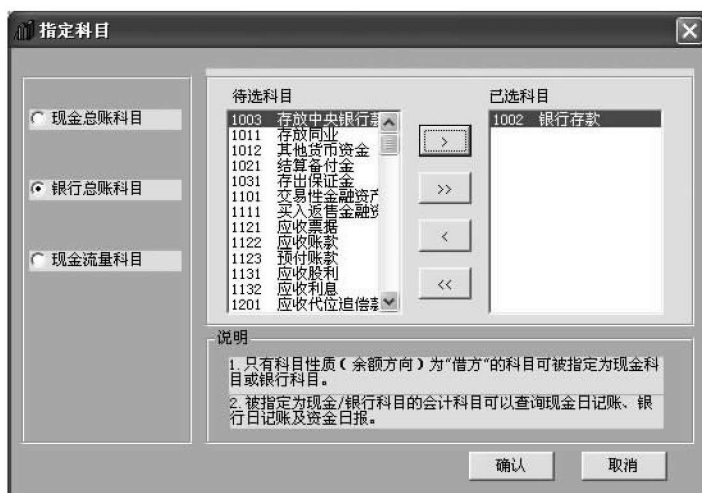 指定科目
现金总账科目
银行总账科目
现金流量科目
待选科目
1003 存放中央银行
1011 存放同业
1012 其他货币资金
1021 结算备付金
1031 存出保证金
1101 交易性金融资产
1111 买入返售金融资
1121 应收票据
1122 应收账款
1123 预付账款
1131 应收股利
1132 应收利息
1201 应收代位追偿款
>
>>
<
<<
已选科目
1002 银行存款
说明
1.只有科目性质(余额方向)为“借方”的科目可被指定为现金科
目或银行科目。
2.被指定为现金/银行科目的会计科目可以查询现金日记账、银
行日记账及资金日报。
确认
取消